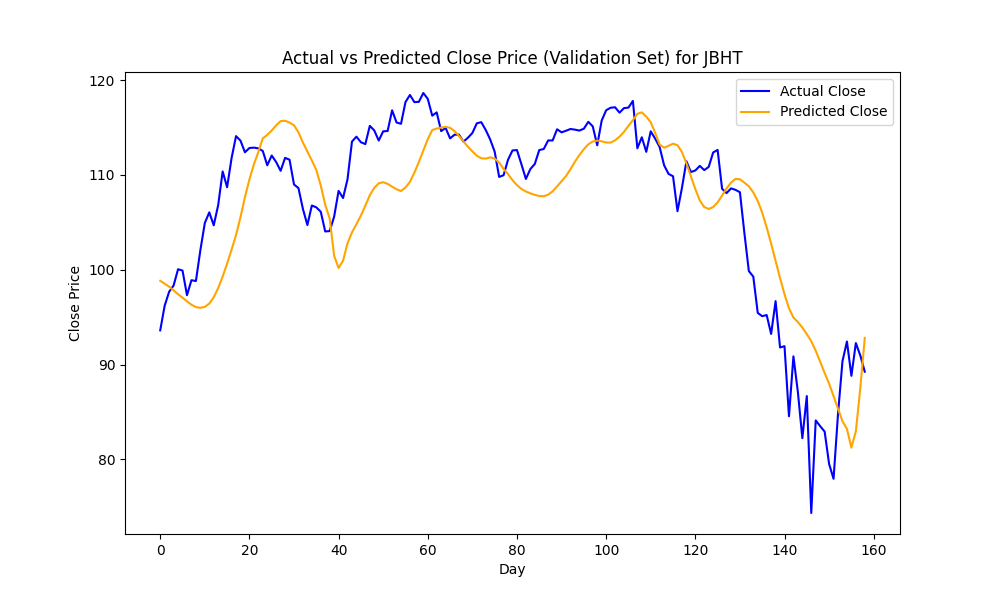 Actual vs Predicted Close Price (Validation Set) for JBHT
Actual Close
Predicted Close
Close Price
120
110
100
90
80
0 20 40 60 80 100 120 140 160
Day